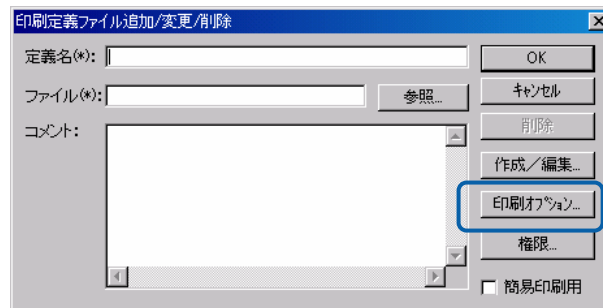 印刷定義ファイル追加/変更/削除
定義名(*):
OK
ファイル(*):
参照...
キャンセル
コメント:
削除
作成／編集...
印刷オプション...
権限...
簡易印刷用